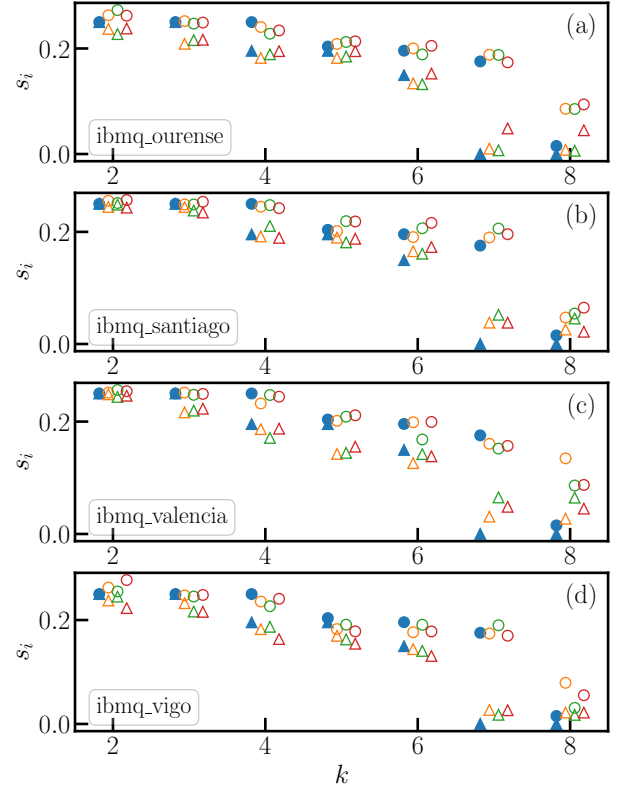 (a)
0.2
s_i
ibmq_ourense
0.0
2 4 6 8
(b)
0.2
s_i
ibmq_santiago
0.0
2 4 6 8
(c)
0.2
s_i
ibmq_valencia
0.0
2 4 6 8
(d)
0.2
s_i
ibmq_vigo
0.0
2 4 6 8
k